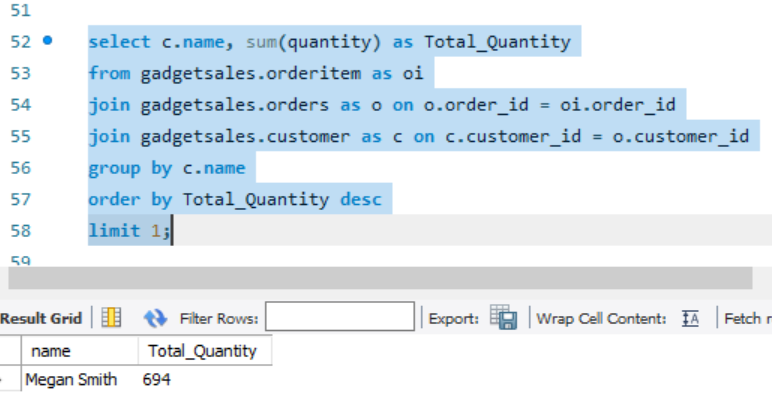 51
52 select c.name, sum(quantity) as Total_Quantity
53 from gadgetsales.orderitem as oi
54 join gadgetsales.orders as o on o.order_id = oi.order_id
55 join gadgetsales.customer as c on c.customer_id = o.customer_id
56 group by c.name
57 order by Total_Quantity desc
58 limit 1;
59
Result Grid Filter Rows: Export: Wrap Cell Content: IA Fetch r
name Total_Quantity
Megan Smith 694